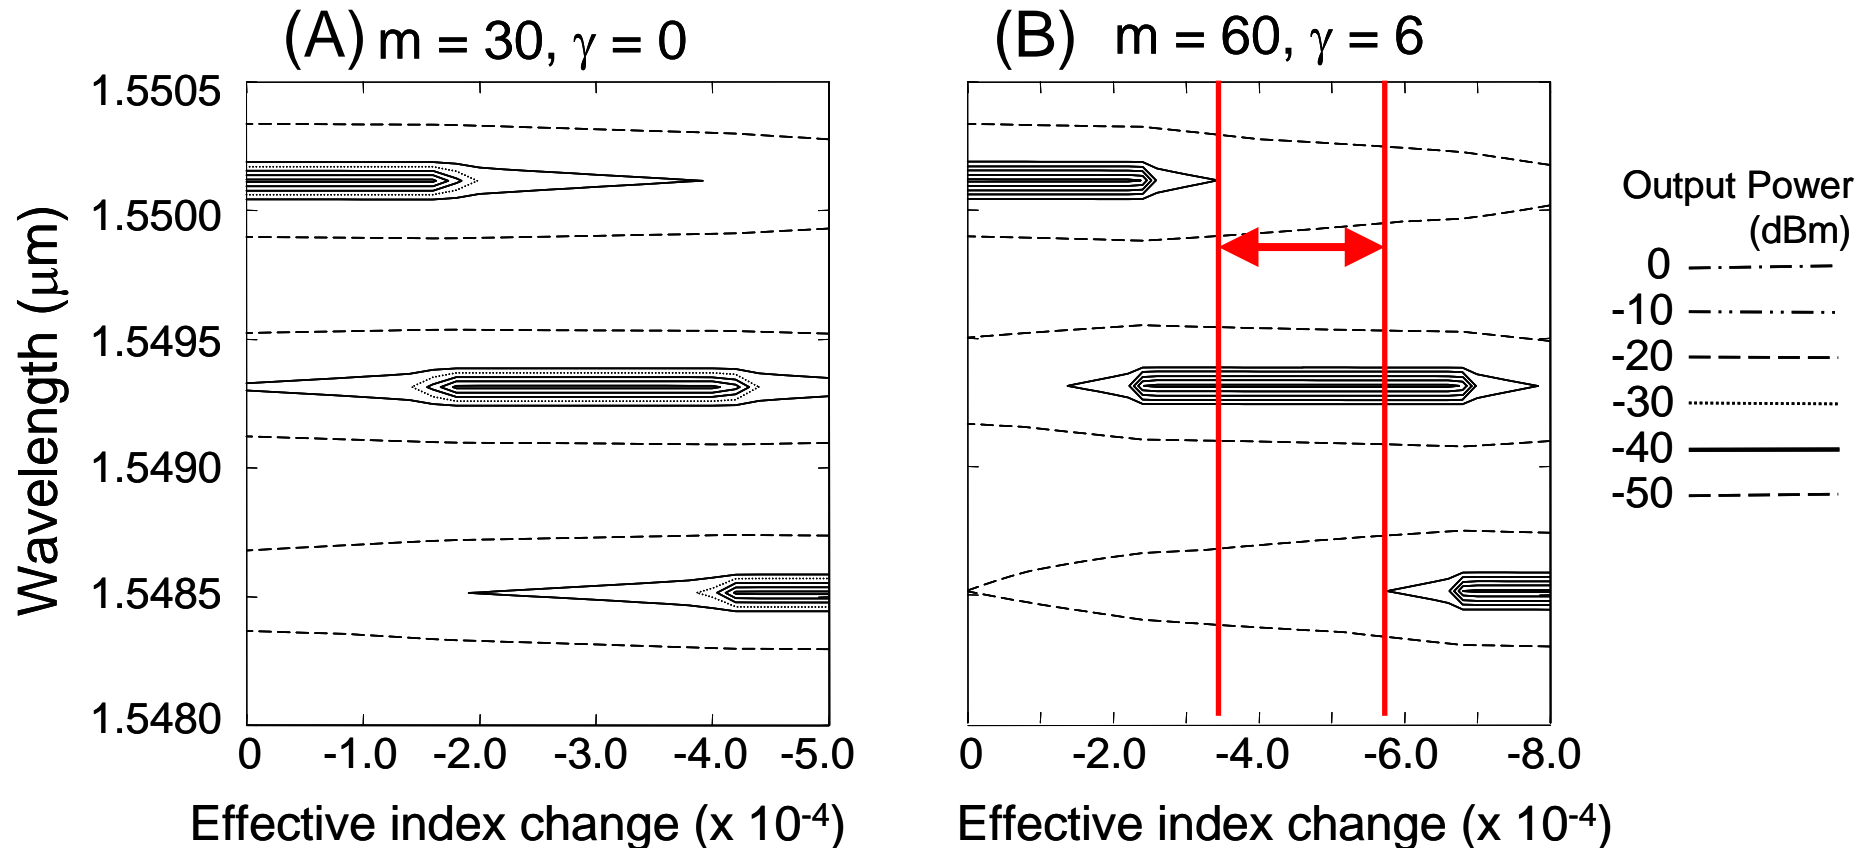 (A) m = 30, γ = 0
(B) m = 60, γ = 6
1.5505
1.5500
1.5495
1.5490
1.5485
1.5480
Wavelength (μm)
0 -1.0 -2.0 -3.0 -4.0 -5.0
Effective index change (x 10-4)
0 -2.0 -4.0 -6.0 -8.0
Effective index change (x 10-4)
Output Power
(dBm)
0
-10
-20
-30
-40
-50